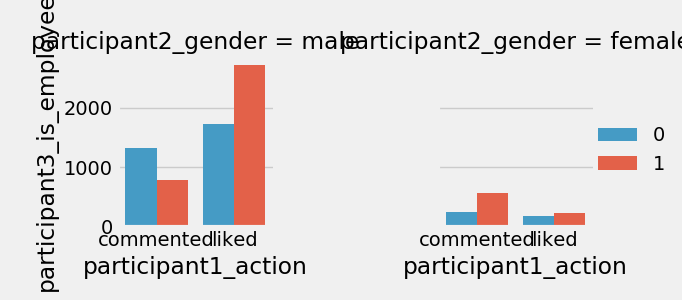 participant2_gender = male
participant2_gender = female
participant3_is_employee
2000
1000
0
commented
liked
commented
liked
participant1_action
participant1_action
0
1